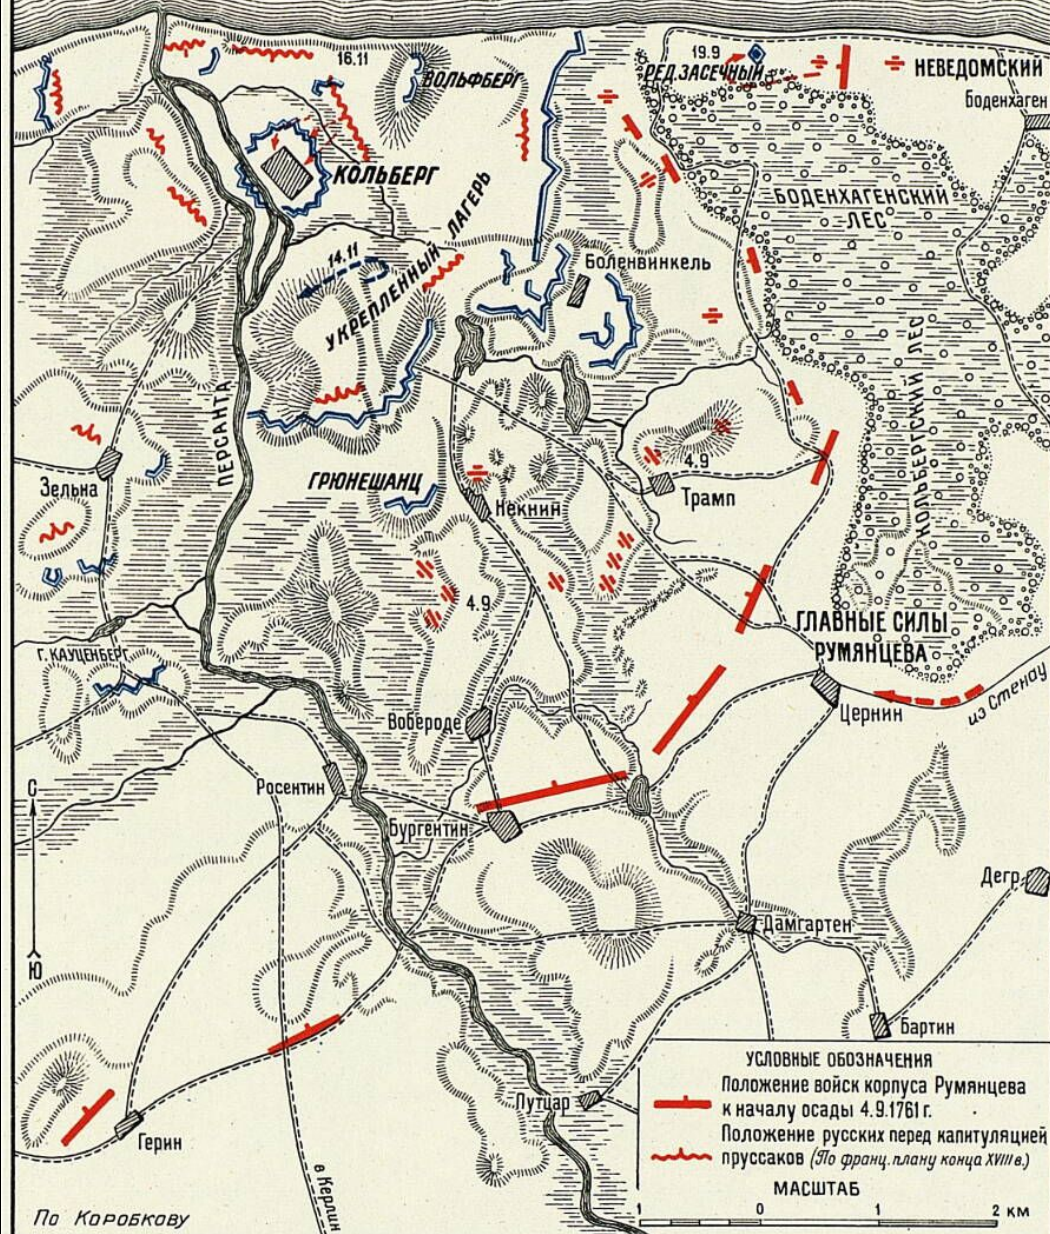 19.9
16.11
ВОЛЬФБЕРГ
РЕД. ЗАСЕЧНЫЙ
НЕВЕДОМСКИЙ
Боденхаген
КОЛЬБЕРГ
БОДЕНХАГЕНСКИЙ
ЛЕС
14.11
УКРЕПЛЕННЫЙ ЛАГЕРЬ
Боленвинкель
КОЛЬБЕРГСКИЙ ЛЕС
ПЕРСАНТА
4.9
Зельна
ГРЮНЕШАНЦ
Трамп
Некнин
4.9
ГЛАВНЫЕ СИЛЫ
РУМЯНЦЕВА
Г. КАУЦЕНБЕРГ
из Стенау
Цернин
Вобероде
С
Росентин
Бургентин
Дегр
Дамгартен
Ю
Бартин
Путцар
Герин
в Керлин
УСЛОВНЫЕ ОБОЗНАЧЕНИЯ
Положение войск корпуса Румянцева
к началу осады 4.9.1761 г.
Положение русских перед капитуляцией
пруссаков (По франц. плану конца XVIII в.)
МАСШТАБ
1 0 1 2 км
По Коробкову